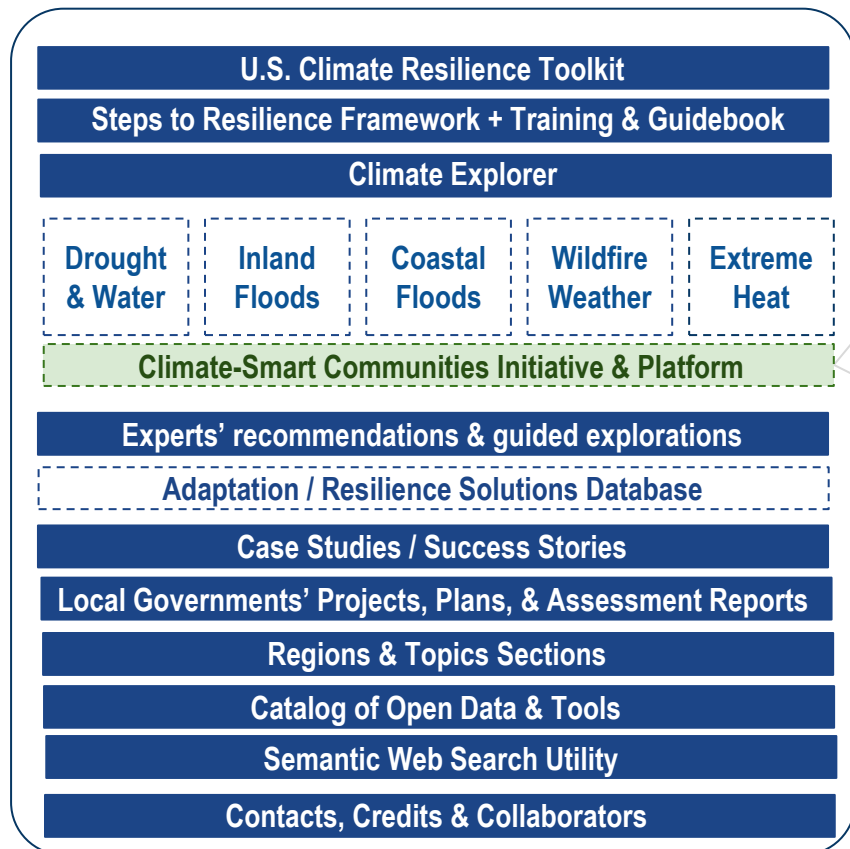 U.S. Climate Resilience Toolkit
Steps to Resilience Framework + Training & Guidebook
Climate Explorer
Drought
& Water
Inland
Floods
Coastal
Floods
Wildfire
Weather
Extreme
Heat
Climate-Smart Communities Initiative & Platform
Experts’ recommendations & guided explorations
Adaptation / Resilience Solutions Database
Case Studies / Success Stories
Local Governments’ Projects, Plans, & Assessment Reports
Regions & Topics Sections
Catalog of Open Data & Tools
Semantic Web Search Utility
Contacts, Credits & Collaborators